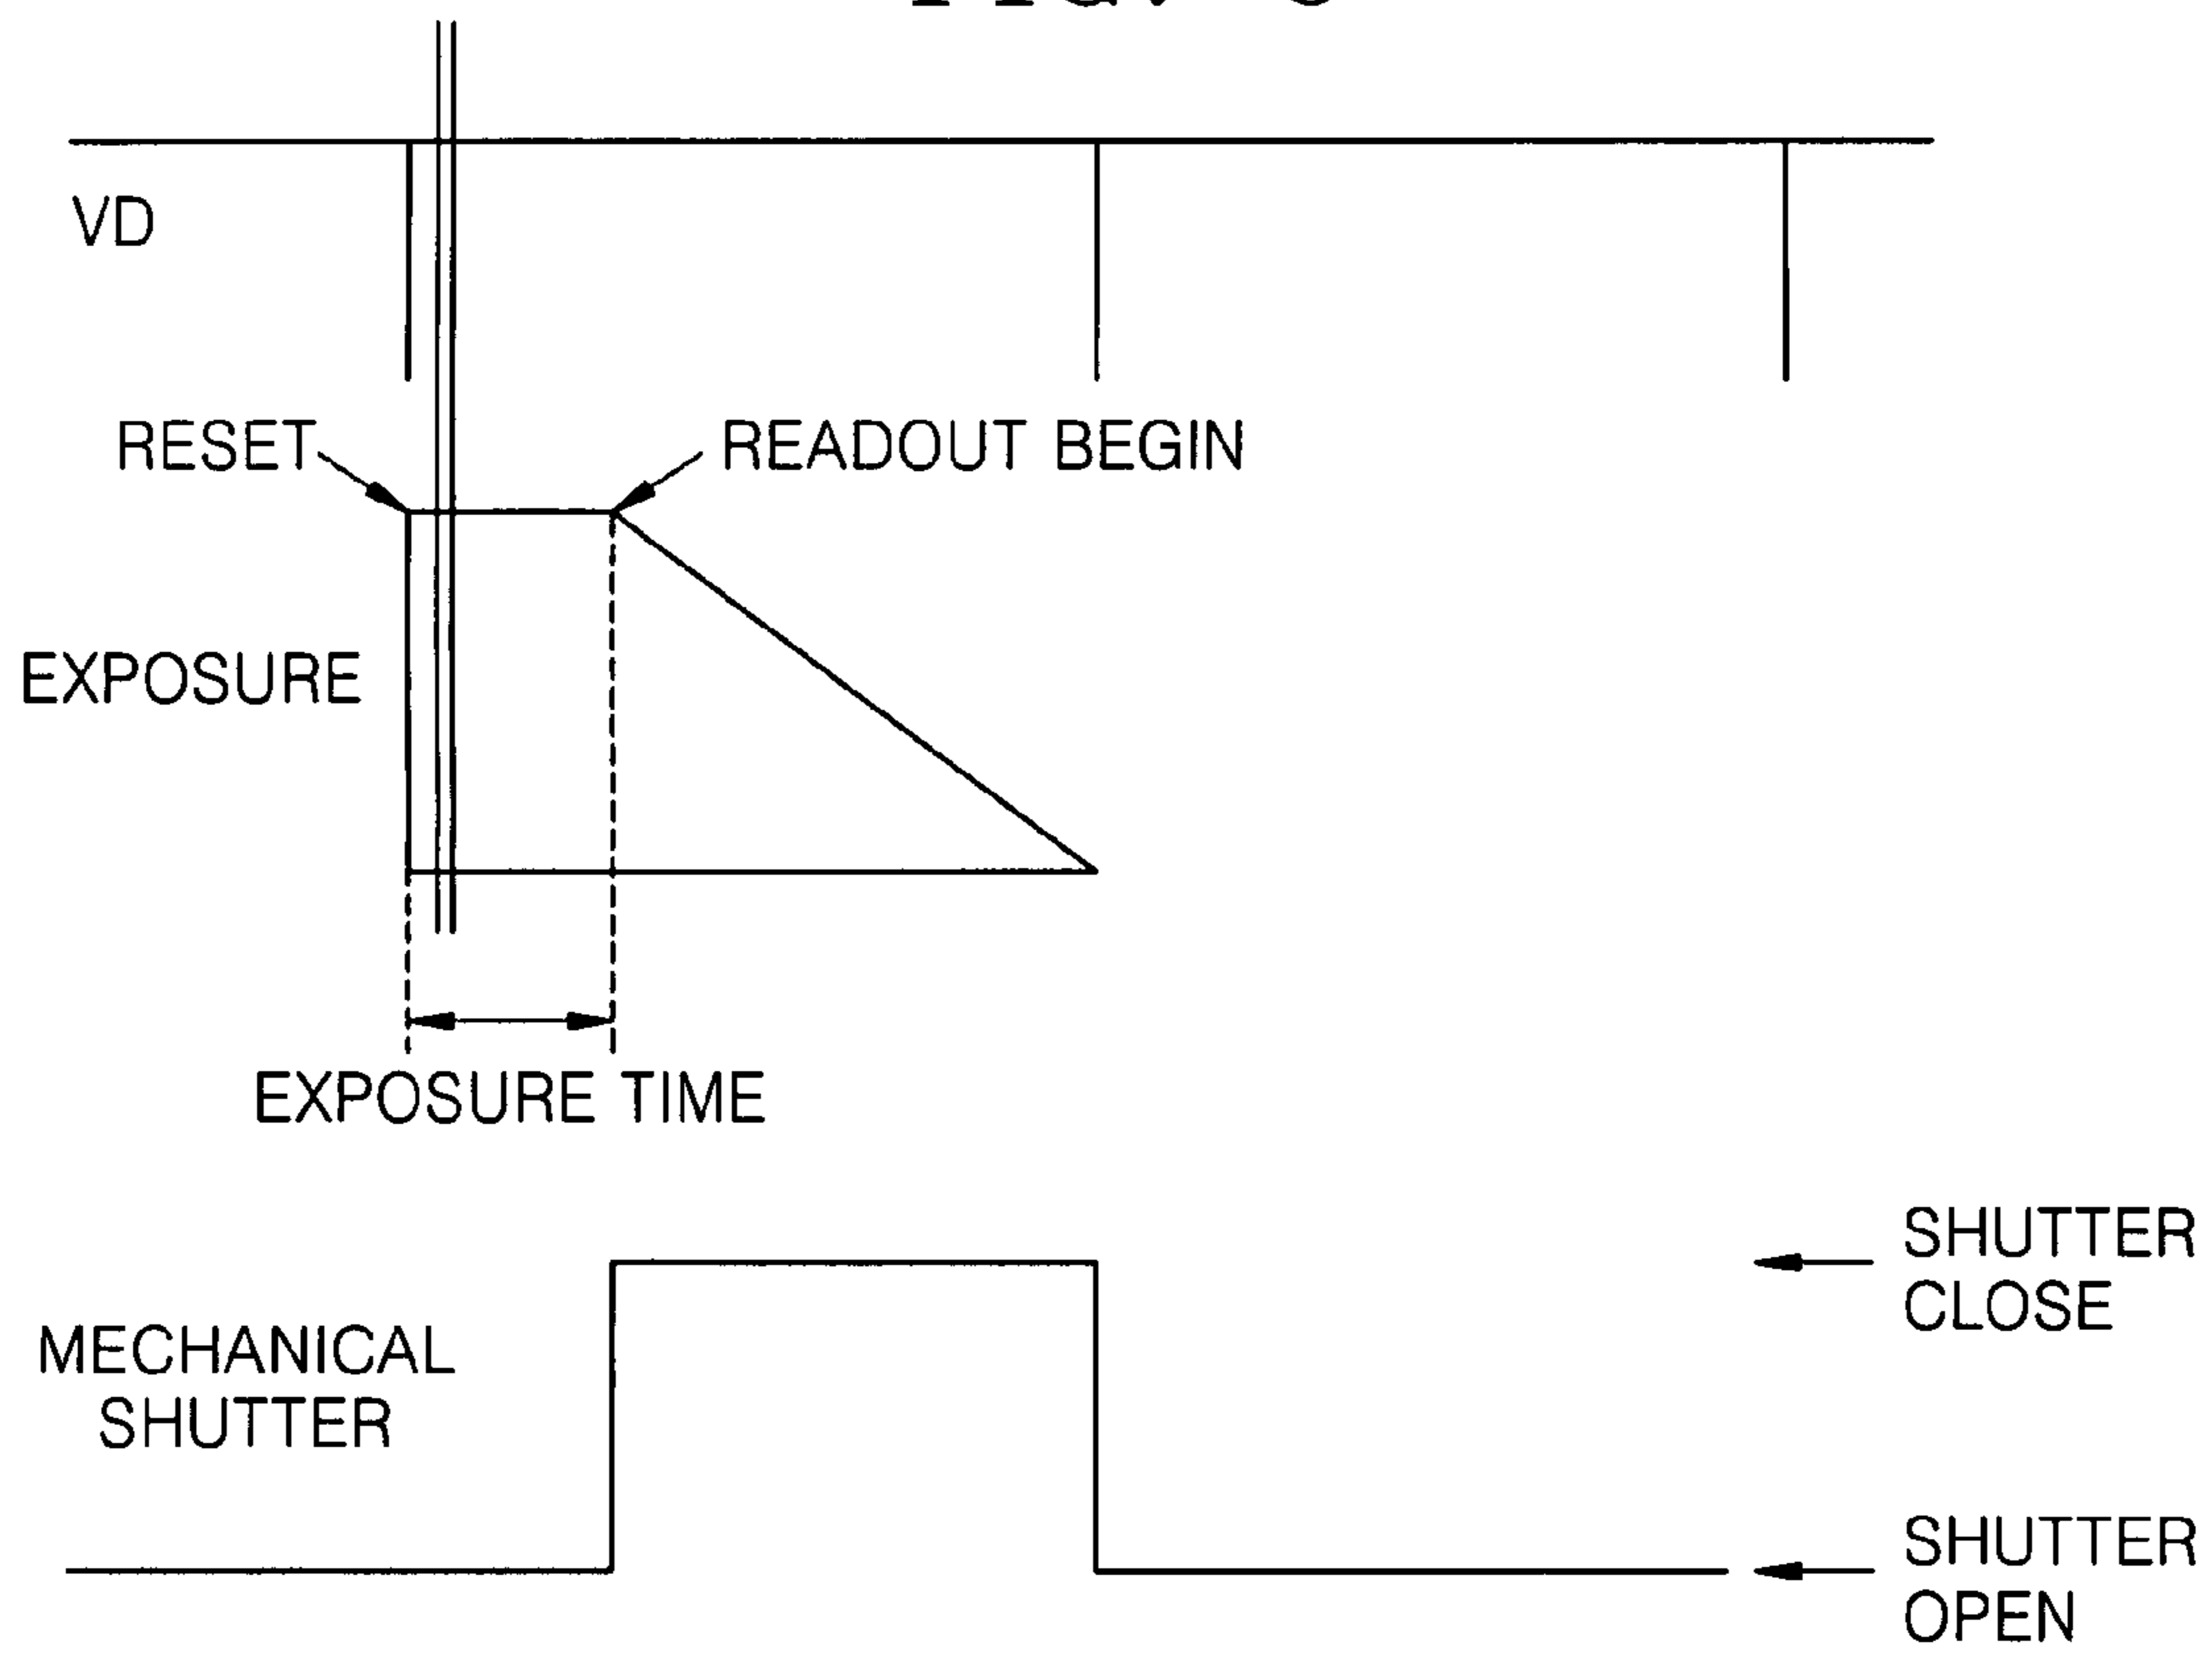 VD
RESET
READOUT BEGIN
EXPOSURE
EXPOSURE TIME
SHUTTER
CLOSE
MECHANICAL
SHUTTER
SHUTTER
OPEN